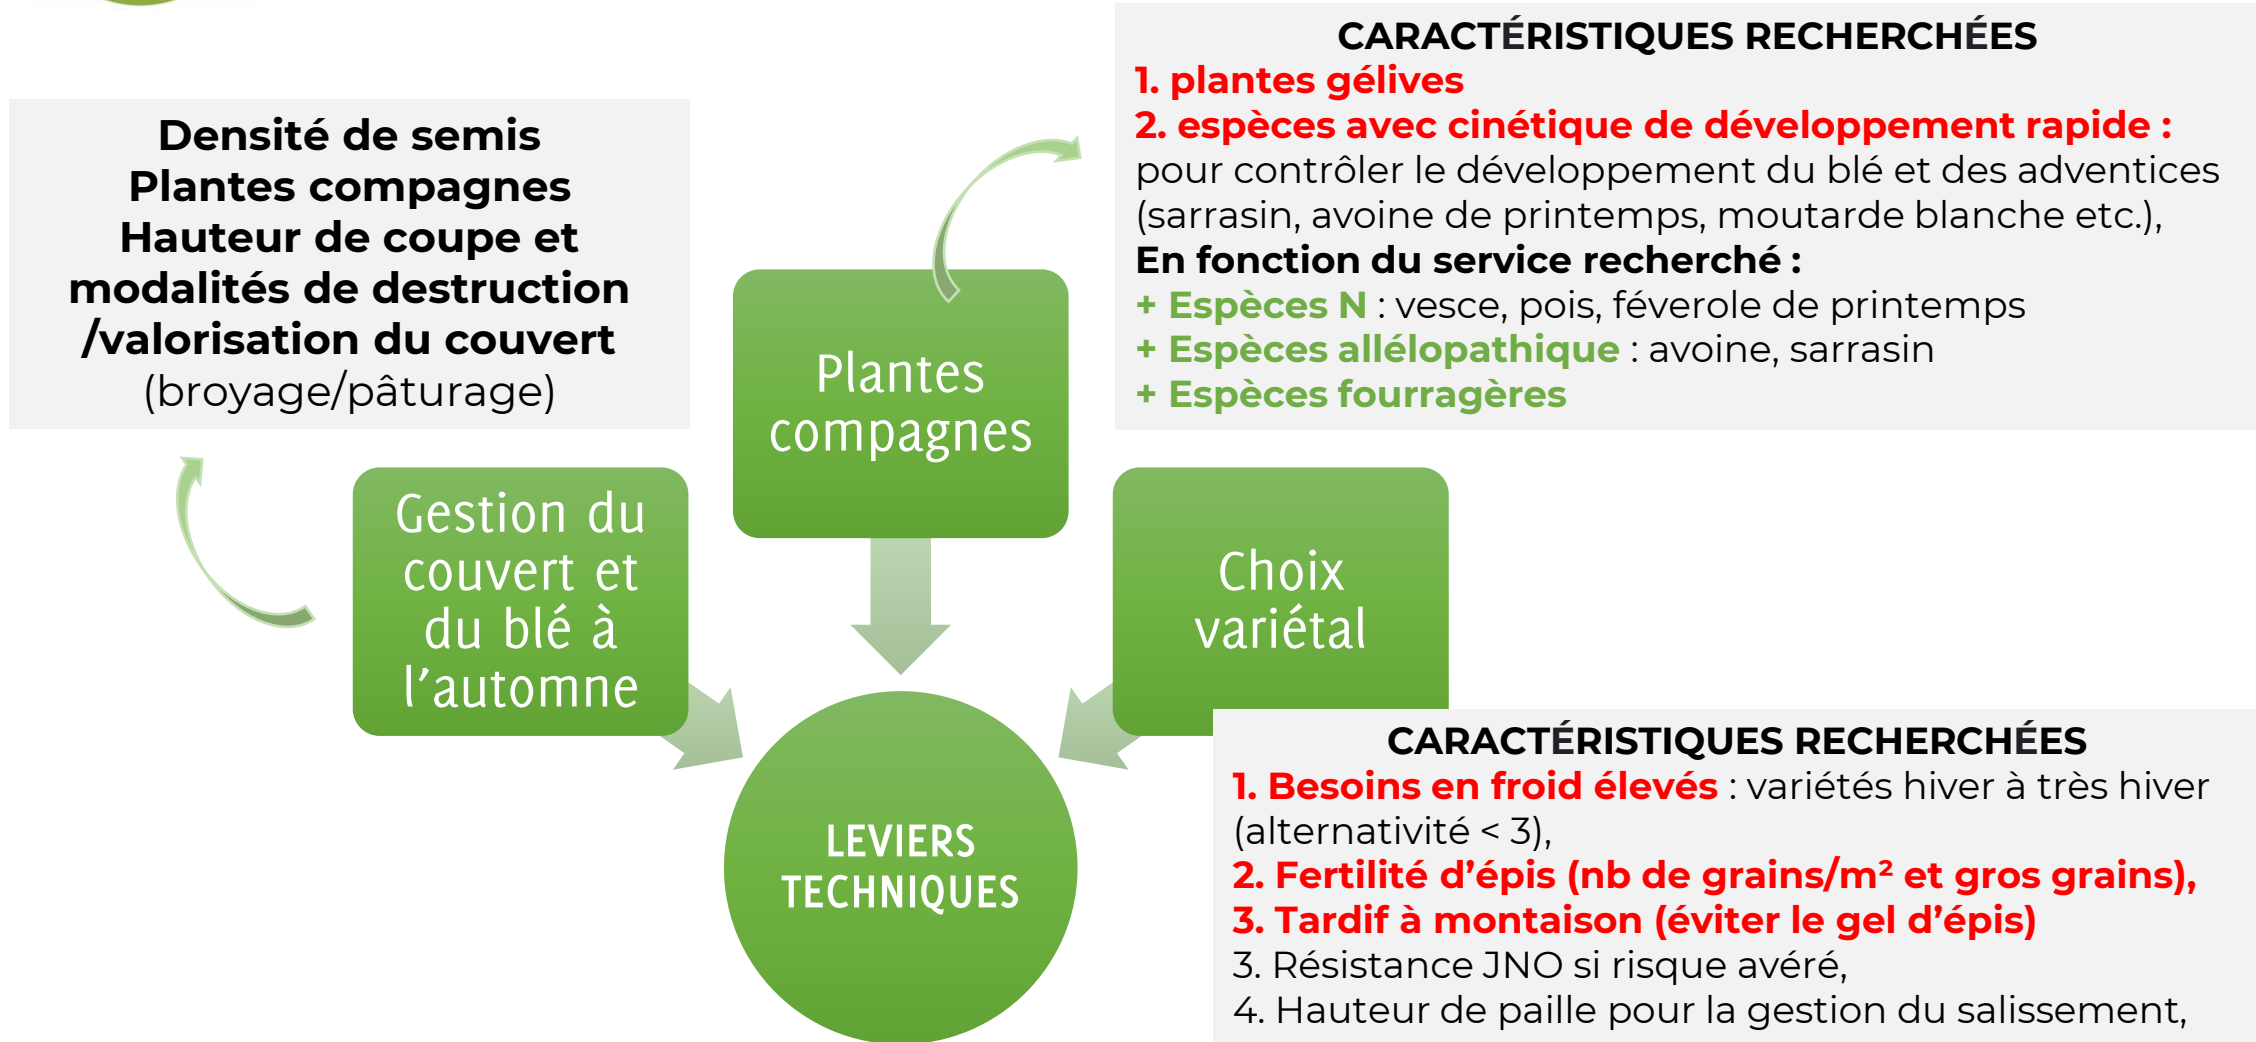 CARACTÉRISTIQUES RECHERCHÉES
1. plantes gélives
2. espèces avec cinétique de développement rapide :
pour contrôler le développement du blé et des adventices
(sarrasin, avoine de printemps, moutarde blanche etc.),
En fonction du service recherché :
+ Espèces N : vesce, pois, féverole de printemps
+ Espèces allélopathique : avoine, sarrasin
+ Espèces fourragères
Densité de semis
Plantes compagnes
Hauteur de coupe et
modalités de destruction
/valorisation du couvert
(broyage/pâturage)
Plantes
compagnes
Gestion du
couvert et
du blé à
l'automne
Choix
variétal
LEVIERS
TECHNIQUES
CARACTÉRISTIQUES RECHERCHÉES
1. Besoins en froid élevés : variétés hiver à très hiver
(alternativité < 3),
2. Fertilité d'épis (nb de grains/m² et gros grains),
3. Tardif à montaison (éviter le gel d'épis)
3. Résistance JNO si risque avéré,
4. Hauteur de paille pour la gestion du salissement,